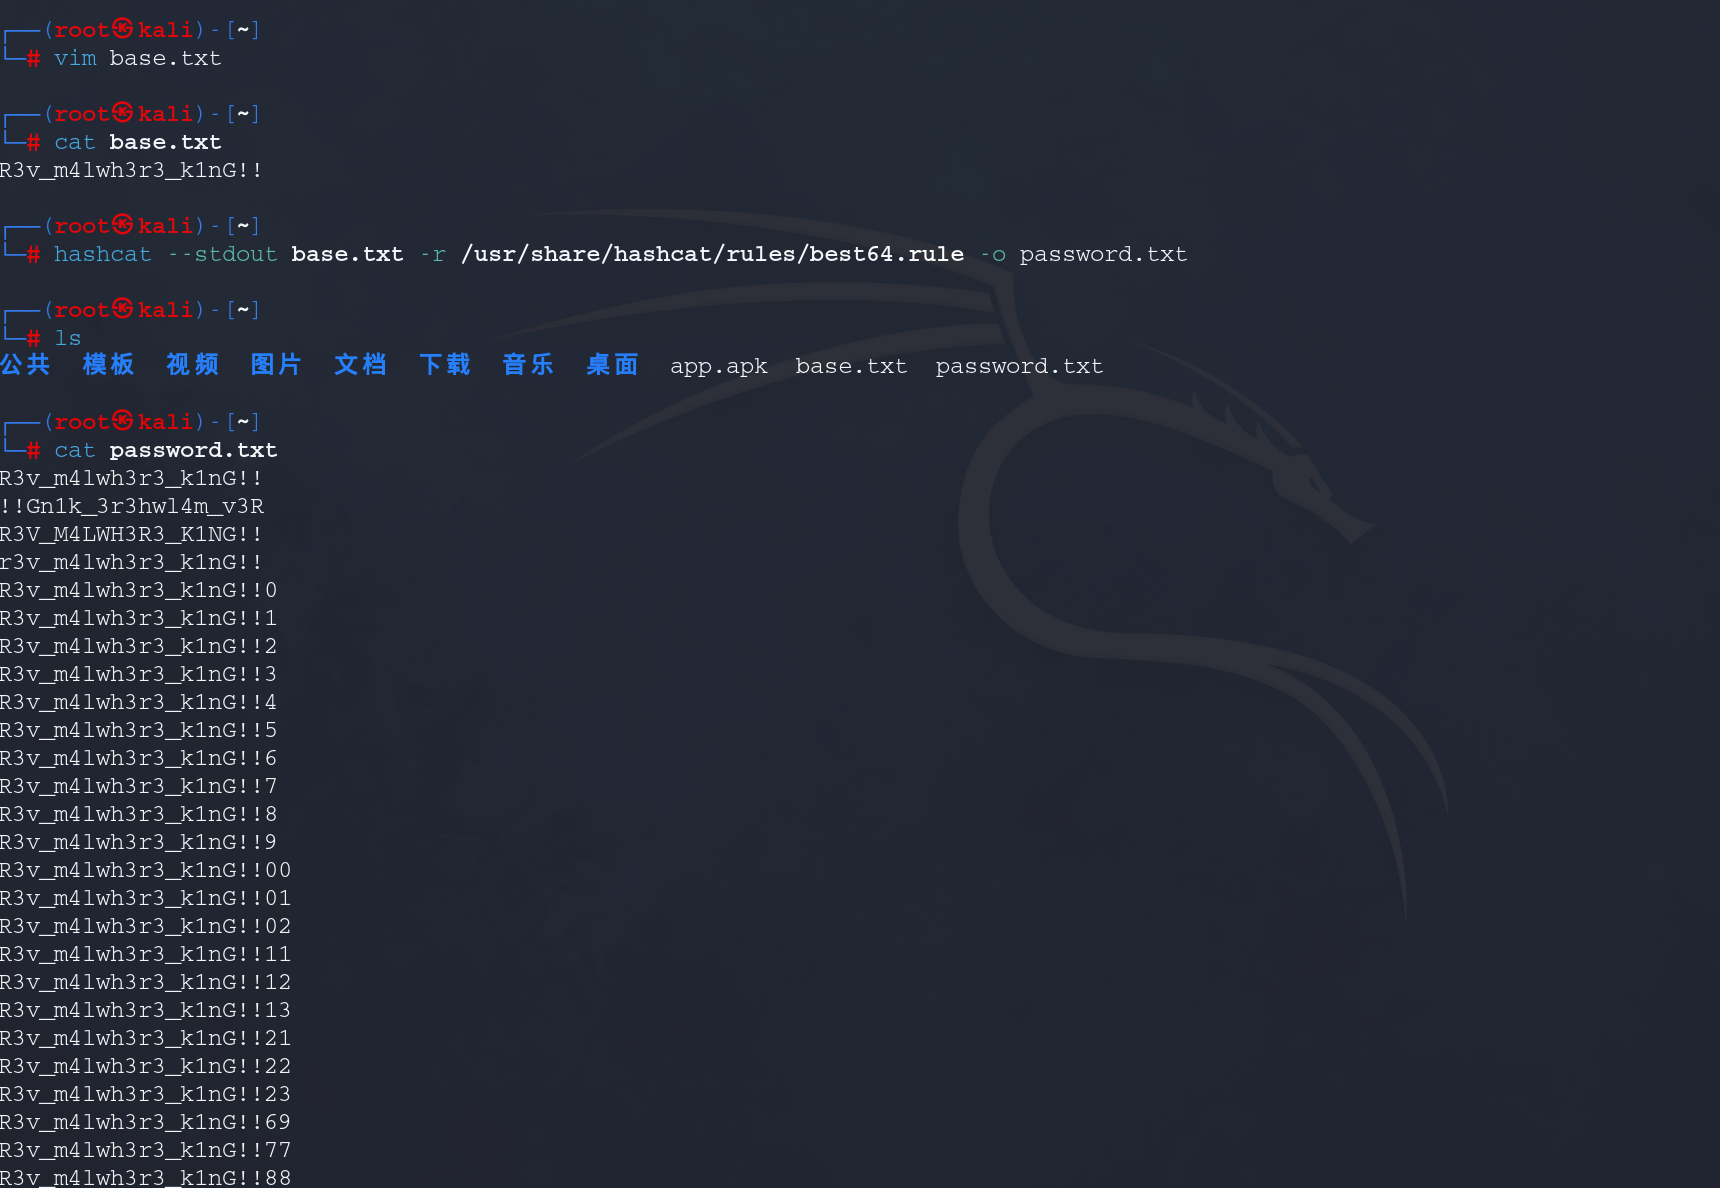 ┌──(root㉿kali)-[~]
└─# vim base.txt
┌──(root㉿kali)-[~]
└─# cat base.txt
R3v_m4lwh3r3_k1nG!!
┌──(root㉿kali)-[~]
└─# hashcat --stdout base.txt -r /usr/share/hashcat/rules/best64.rule -o password.txt
┌──(root㉿kali)-[~]
└─# ls
公共 模板 视频 图片 文档 下载 音乐 桌面 app.apk base.txt password.txt
┌──(root㉿kali)-[~]
└─# cat password.txt
R3v_m4lwh3r3_k1nG!!
!!Gn1k_3r3hwl4m_v3R
R3V_M4LWH3R3_K1NG!!
r3v_m4lwh3r3_k1nG!!
R3v_m4lwh3r3_k1nG!!0
R3v_m4lwh3r3_k1nG!!1
R3v_m4lwh3r3_k1nG!!2
R3v_m4lwh3r3_k1nG!!3
R3v_m4lwh3r3_k1nG!!4
R3v_m4lwh3r3_k1nG!!5
R3v_m4lwh3r3_k1nG!!6
R3v_m4lwh3r3_k1nG!!7
R3v_m4lwh3r3_k1nG!!8
R3v_m4lwh3r3_k1nG!!9
R3v_m4lwh3r3_k1nG!!00
R3v_m4lwh3r3_k1nG!!01
R3v_m4lwh3r3_k1nG!!02
R3v_m4lwh3r3_k1nG!!11
R3v_m4lwh3r3_k1nG!!12
R3v_m4lwh3r3_k1nG!!13
R3v_m4lwh3r3_k1nG!!21
R3v_m4lwh3r3_k1nG!!22
R3v_m4lwh3r3_k1nG!!23
R3v_m4lwh3r3_k1nG!!69
R3v_m4lwh3r3_k1nG!!77
R3v_m4lwh3r3_k1nG!!88